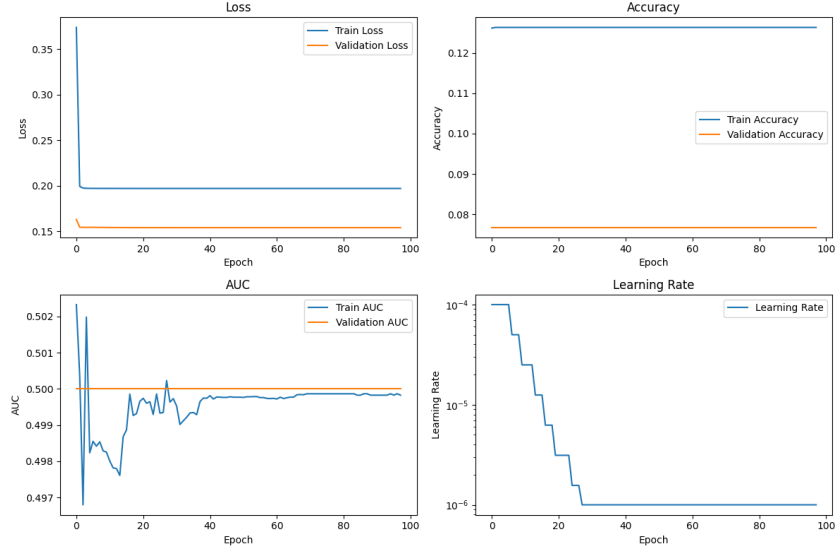 Loss
Train Loss
Validation Loss
0.35
0.30
0.25
0.20
0.15
Loss
0 20 40 60 80 100
Epoch
Accuracy
Train Accuracy
Validation Accuracy
0.12
0.11
0.10
0.09
0.08
Accuracy
0 20 40 60 80 100
Epoch
AUC
Train AUC
Validation AUC
0.502
0.501
0.500
0.499
0.498
0.497
AUC
0 20 40 60 80 100
Epoch
Learning Rate
Learning Rate
10⁻⁴
10⁻⁵
10⁻⁶
Learning Rate
0 20 40 60 80 100
Epoch